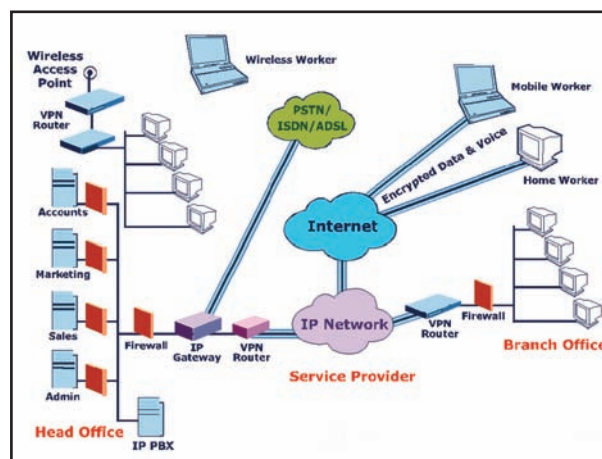 Wireless
Access
Point
Wireless Worker
VPN
Router
PSTN/
ISDN/ADSL
Mobile Worker
Encrypted Data & Voice
Home Worker
Internet
Accounts
Marketing
Sales
Admin
Firewall
IP
Gateway
VPN
Router
IP Network
VPN
Router
Firewall
Branch Office
Service Provider
Head Office
IP PBX